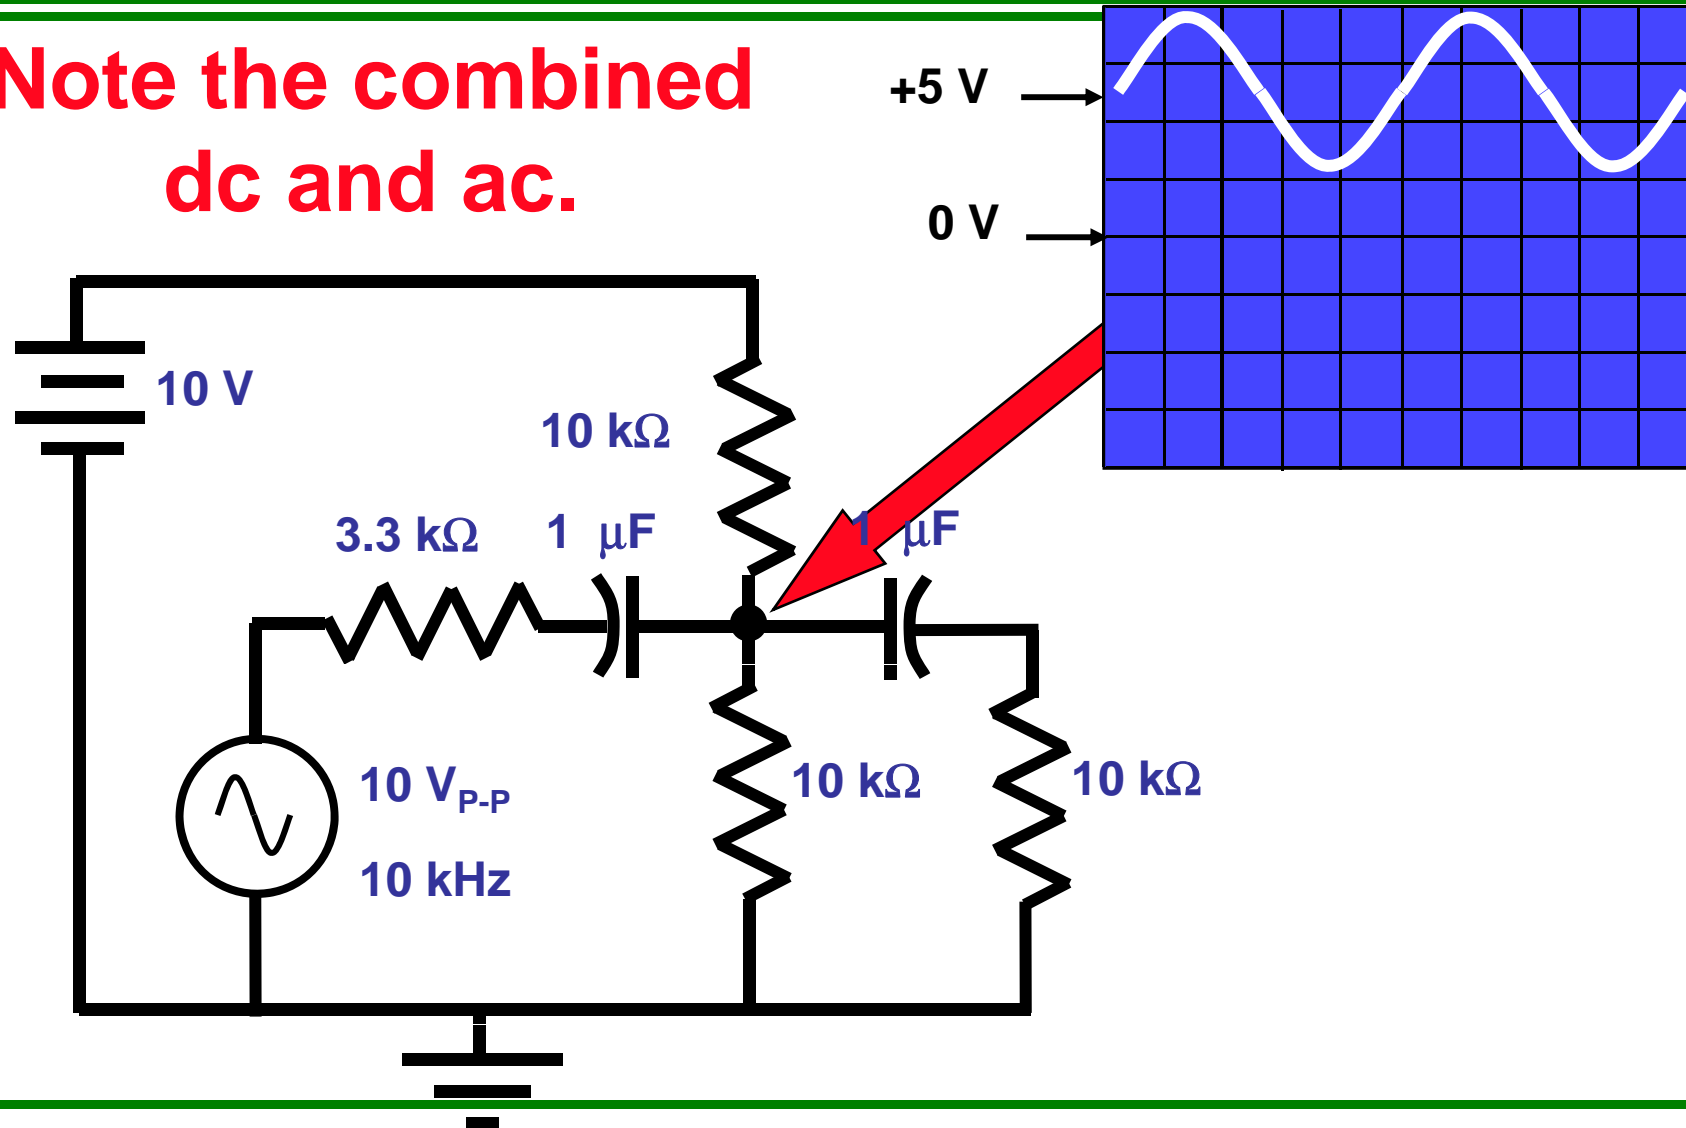 Note the combined
dc and ac.
+5 V
0 V
10 V
10 kΩ
3.3 kΩ
1 μF
1 μF
10 VP-P
10 kHz
10 kΩ
10 kΩ